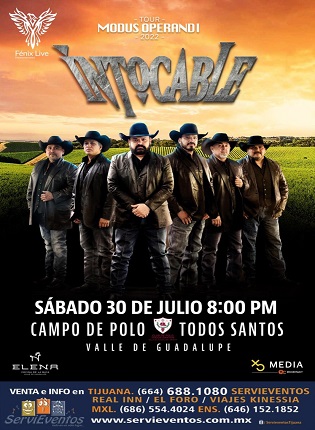 TOUR
MODUS OPERANDI
2022
Fénix Live
INTOCABLE
SÁBADO 30 DE JULIO 8:00 PM
CAMPO DE POLO TODOS SANTOS
VALLE DE GUADALUPE
ELENA
MEDIA
VENTA e INFO en TIJUANA. (664) 688.1080 SERVIEVENTOS
REAL INN / EL FORO / VIAJES KINESSIA
MXL. (686) 554.4024 ENS. (646) 152.1852
ServiEventos
www.servieventos.com.mx
ServieventosTijuana